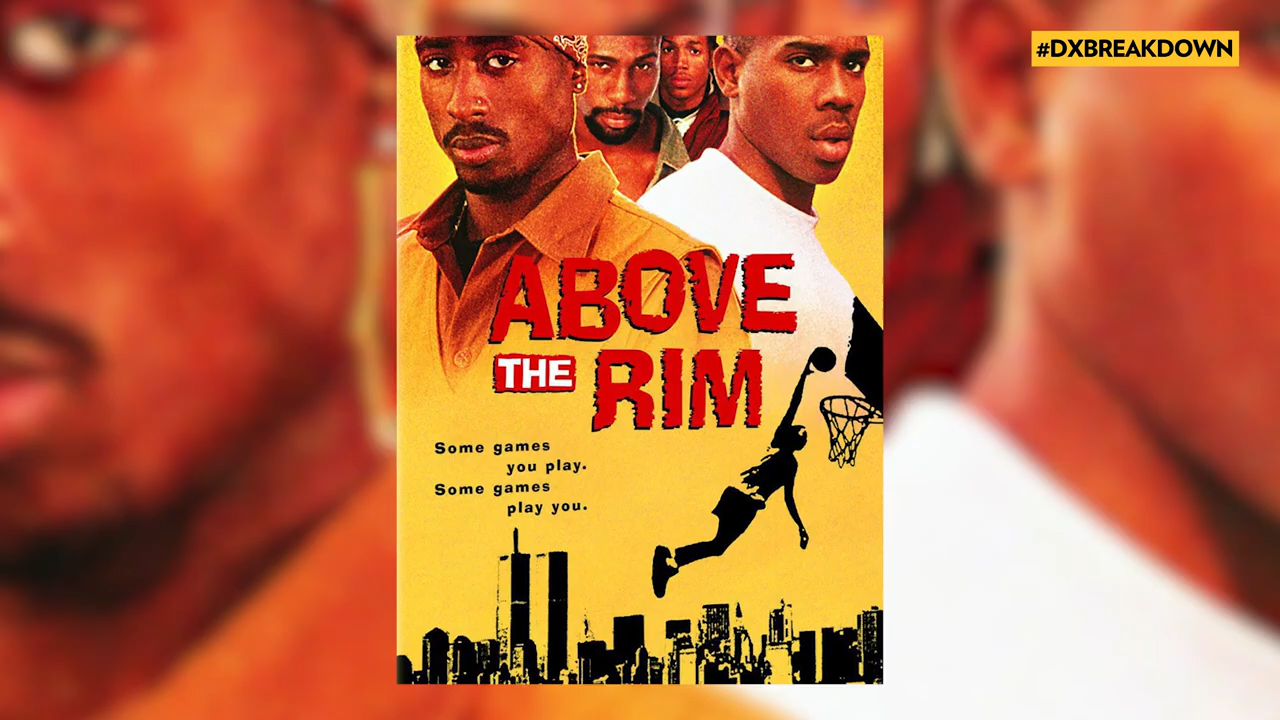 #DXBREAKDOWN
ABOVE
THE RIM
Some games
you play.
Some games
play you.